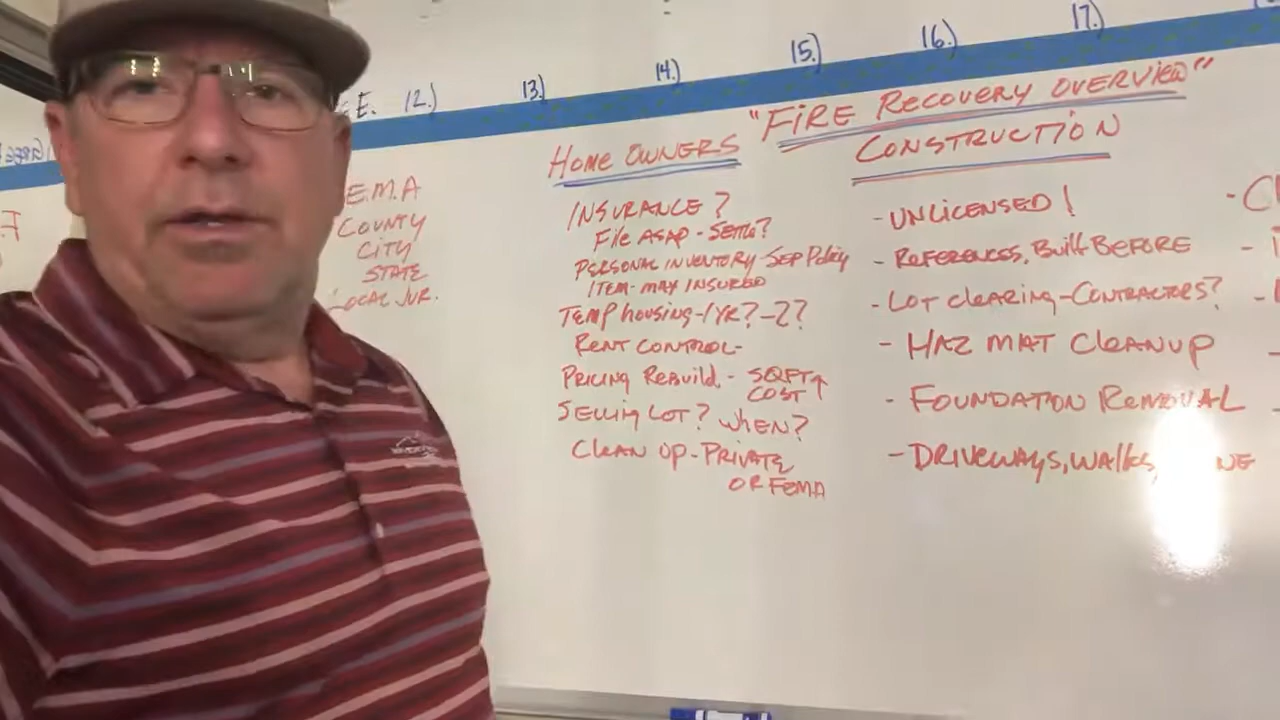 E. 12.) 13.) 14.) 15.) 16.) 17.)
"FIRE RECOVERY OVERVIEW"
E.M.A
COUNTY
CITY
STATE
LOCAL JUR.
HOME OWNERS
INSURANCE?
FILE ASAP - SETTLE?
PERSONAL INVENTORY - SEP POLICY
ITEM - MAX INSURED
TEMP HOUSING - 1 YR? - 2?
RENT CONTROL -
PRICING REBUILD - SQFT↑
COST
SELLING LOT? WHEN?
CLEAN UP - PRIVATE
OR FEMA
CONSTRUCTION
- UNLICENSED!
- REFERENCES, BUILT BEFORE
- LOT CLEARING - CONTRACTORS?
- HAZ MAT CLEANUP
- FOUNDATION REMOVAL
- DRIVEWAYS, WALKS,